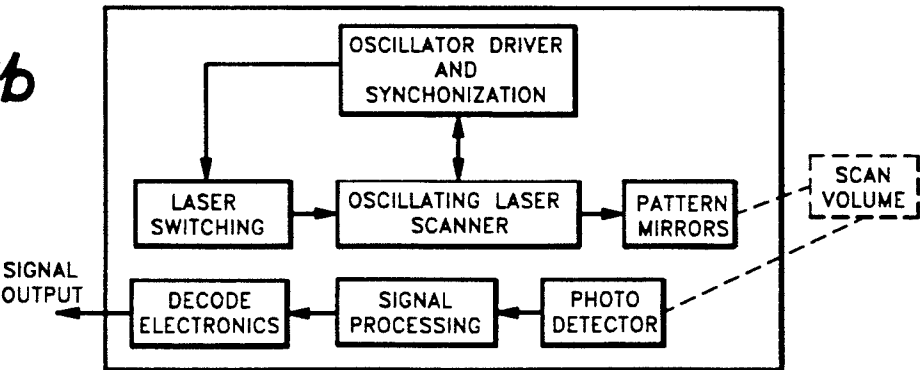 b
OSCILLATOR DRIVER
AND
SYNCHONIZATION
LASER
SWITCHING
OSCILLATING LASER
SCANNER
PATTERN
MIRRORS
SCAN
VOLUME
SIGNAL
OUTPUT
DECODE
ELECTRONICS
SIGNAL
PROCESSING
PHOTO
DETECTOR